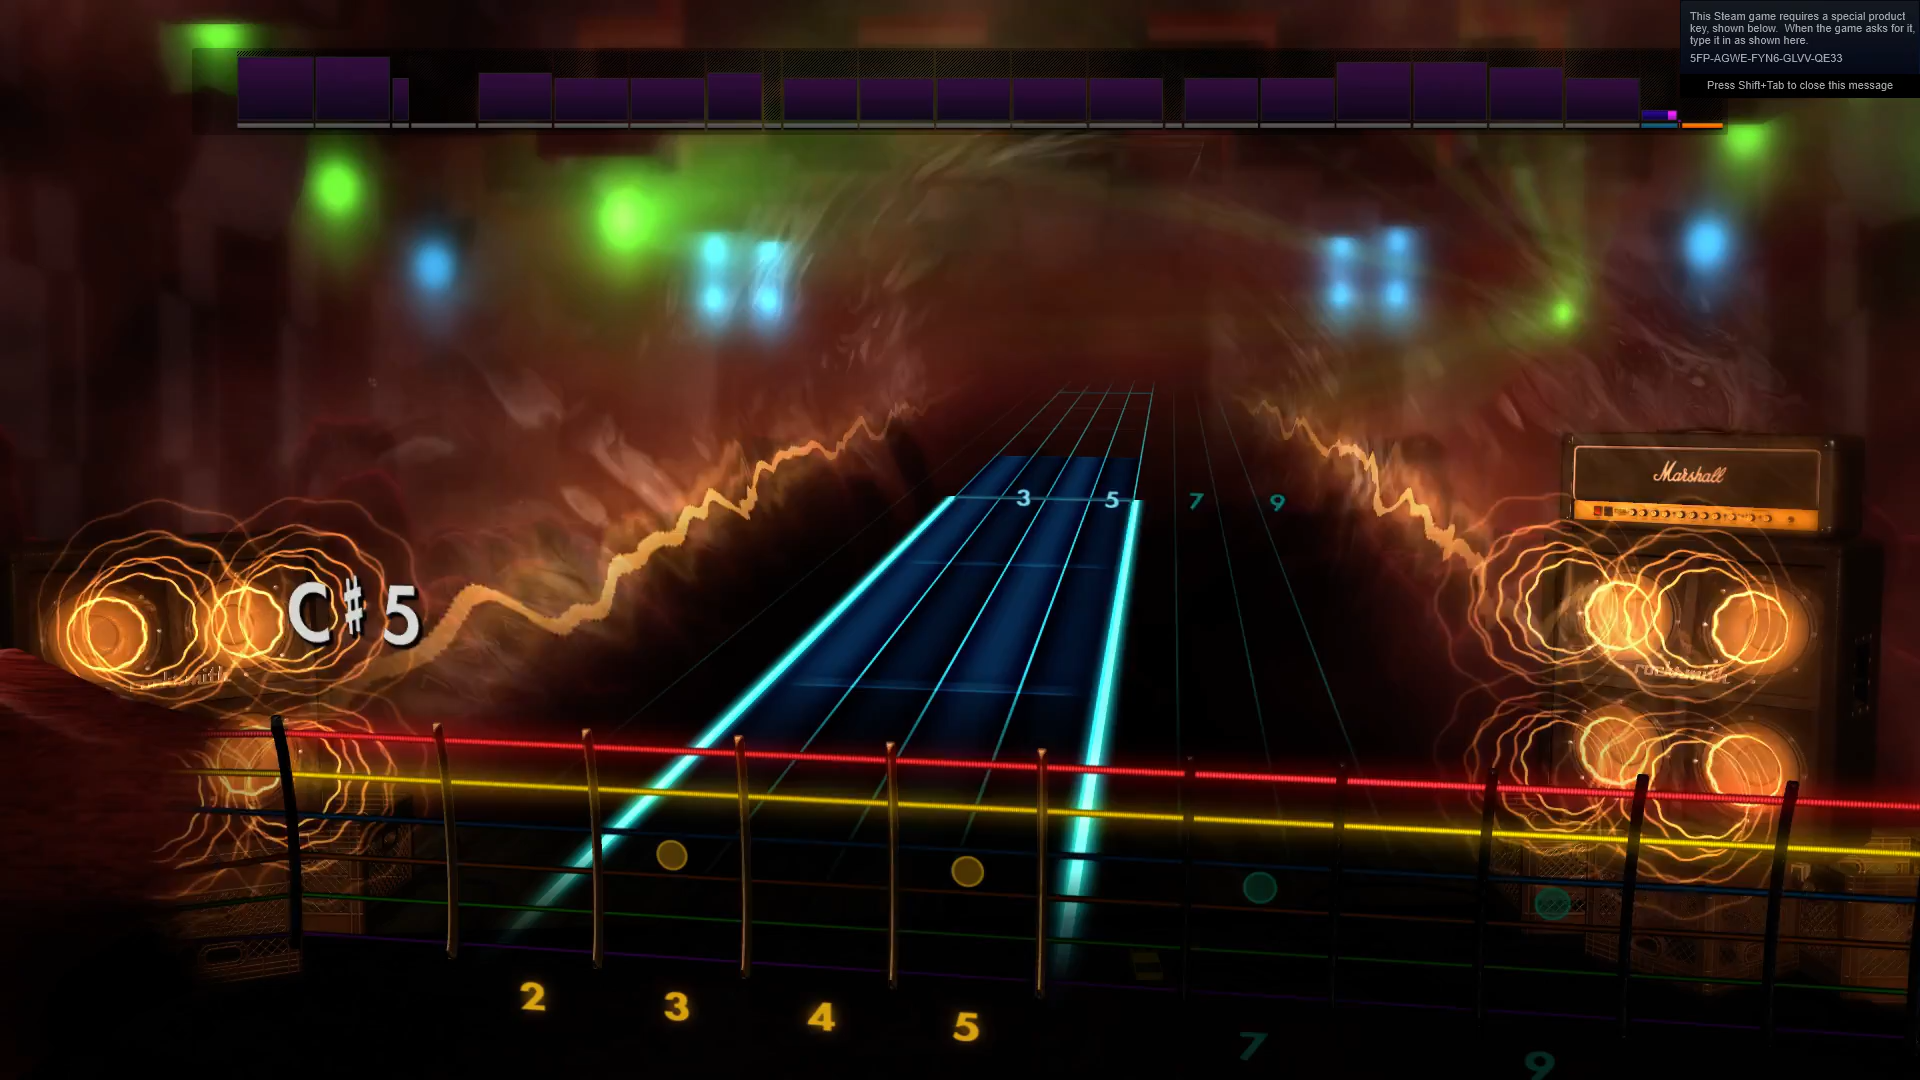 This Steam game requires a special product
key, shown below. When the game asks for it,
type it in as shown here.
5FP-AGWE-FYN6-GLVV-QE33
Press Shift+Tab to close this message
Marshall
3 5 7 9
C♯5
rocksmith
2 3 4 5 7 9